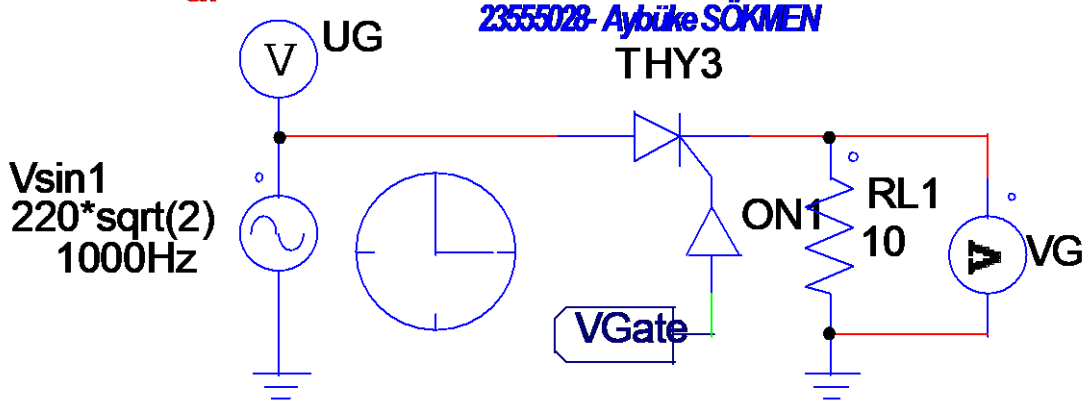 23555028- Aybüke SÖKMEN
V
UG
THY3
Vsin1
220*sqrt(2)
1000Hz
ON1
RL1
10
V
VG
VGate